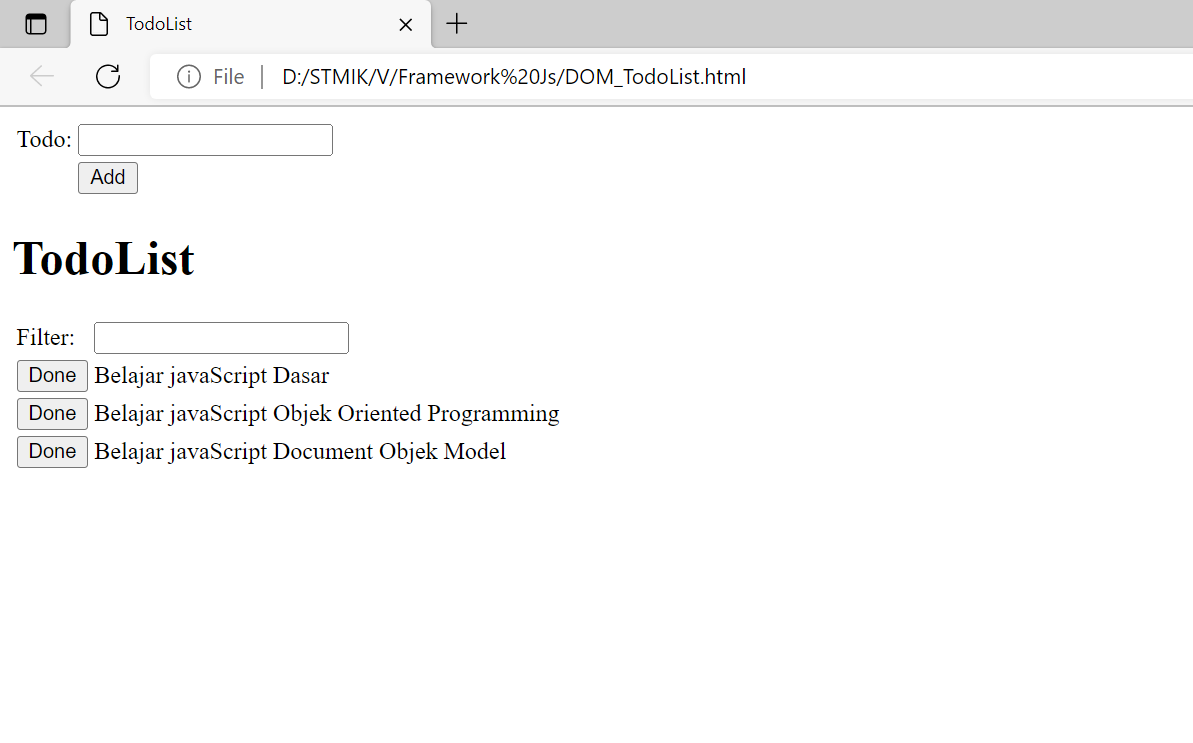 TodoList
File D:/STMIK/V/Framework%20Js/DOM_TodoList.html
Todo:
Add
TodoList
Filter:
Done Belajar javaScript Dasar
Done Belajar javaScript Objek Oriented Programming
Done Belajar javaScript Document Objek Model